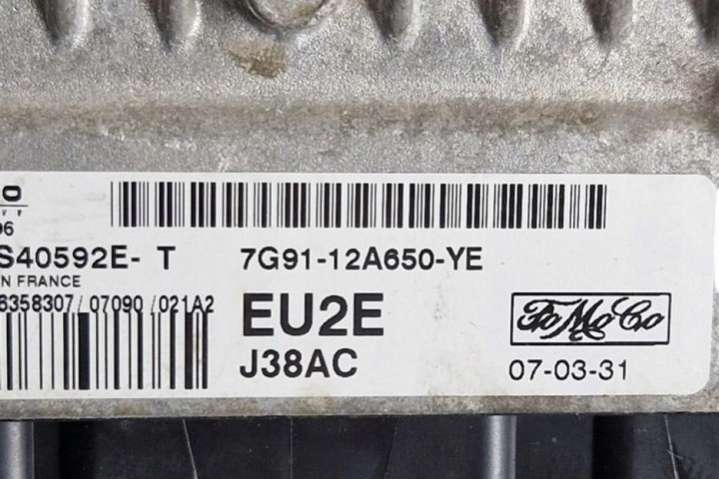 S40592E- T 7G91-12A650-YE
N FRANCE
6358307/07090/021A2
EU2E
FoMoCo
J38AC
07-03-31